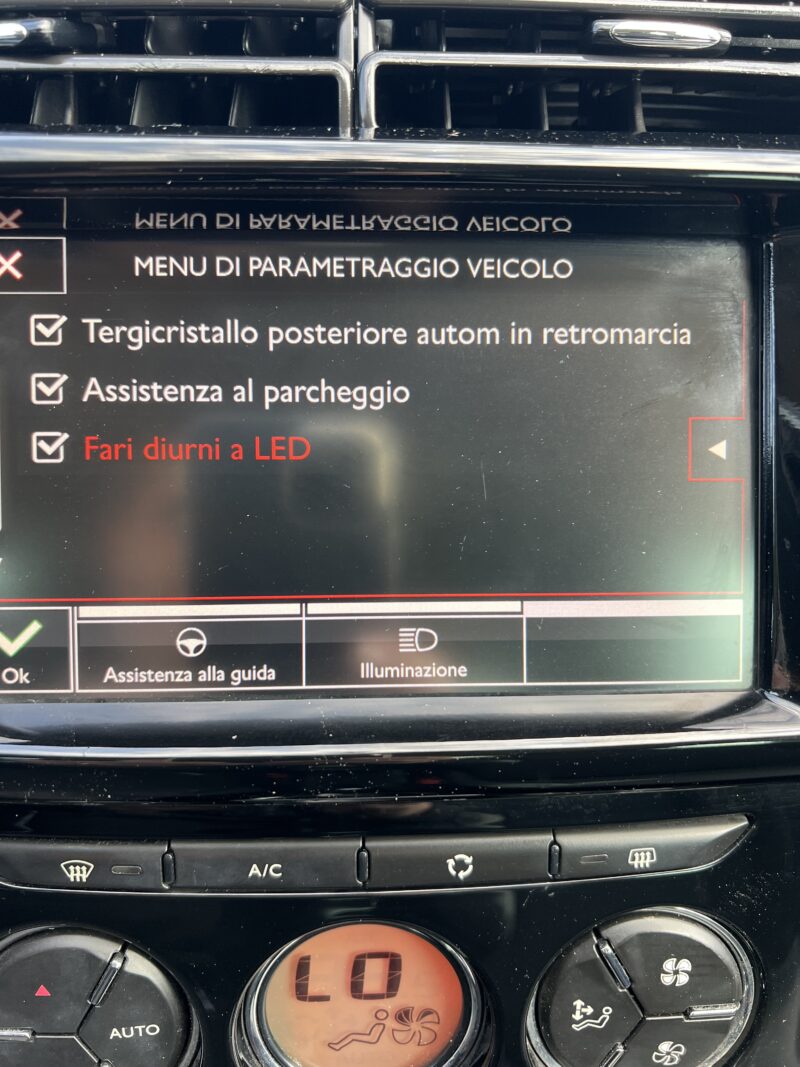 MENU DI PARAMETRAGGIO VEICOLO
MENU DI PARAMETRAGGIO VEICOLO
Tergicristallo posteriore autom in retromarcia
Assistenza al parcheggio
Fari diurni a LED
Ok
Assistenza alla guida
Illuminazione
A/C
LO
AUTO